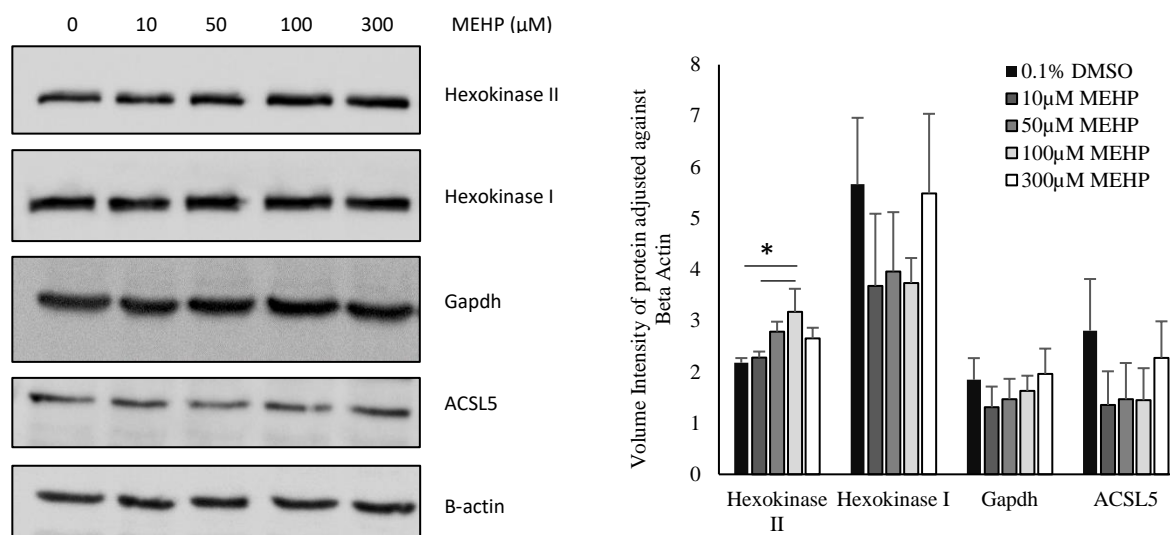 0 10 50 100 300 MEHP (µM)
Hexokinase II
Hexokinase I
Gapdh
ACSL5
B-actin
Volume Intensity of protein adjusted against
Beta Actin
8
7
6
5
4
3
2
1
0
*
0.1% DMSO
10µM MEHP
50µM MEHP
100µM MEHP
300µM MEHP
Hexokinase
II
Hexokinase I
Gapdh
ACSL5